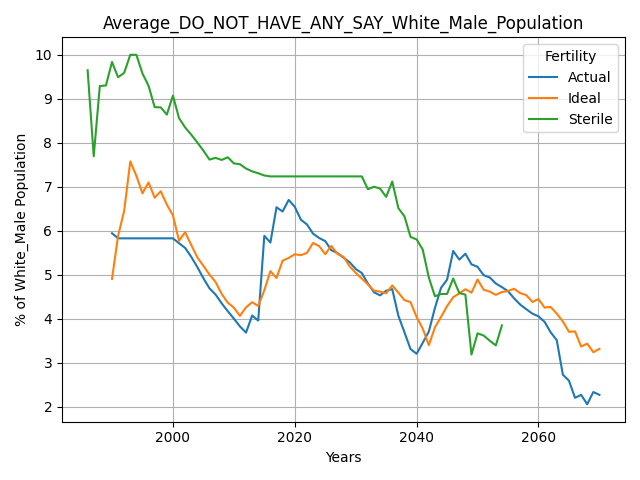 Average_DO_NOT_HAVE_ANY_SAY_White_Male_Population
Fertility
Actual
Ideal
Sterile
% of White_Male Population
10
9
8
7
6
5
4
3
2
2000 2020 2040 2060
Years